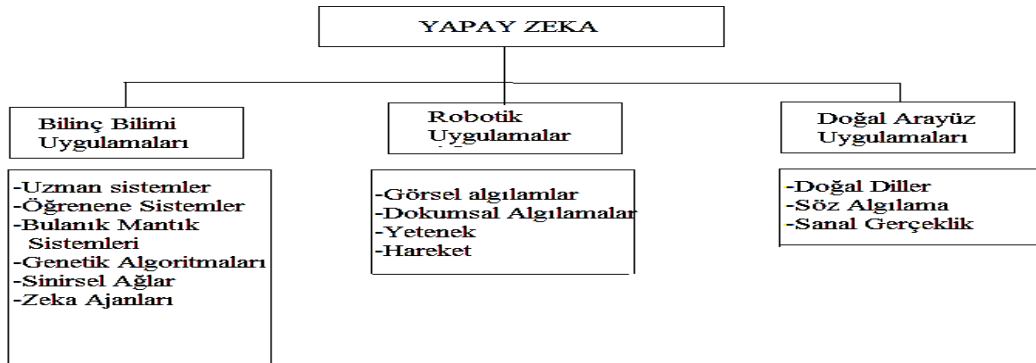 YAPAY ZEKA
Bilinç Bilimi
Uygulamaları
Robotik
Uygulamalar
Doğal Arayüz
Uygulamaları
-Uzman sistemler
-Öğrenene Sistemler
-Bulanık Mantık
Sistemleri
-Genetik Algoritmaları
-Sinirsel Ağlar
-Zeka Ajanları
-Görsel algılamlar
-Dokumsal Algılamalar
-Yetenek
-Hareket
-Doğal Diller
-Söz Algılama
-Sanal Gerçeklik